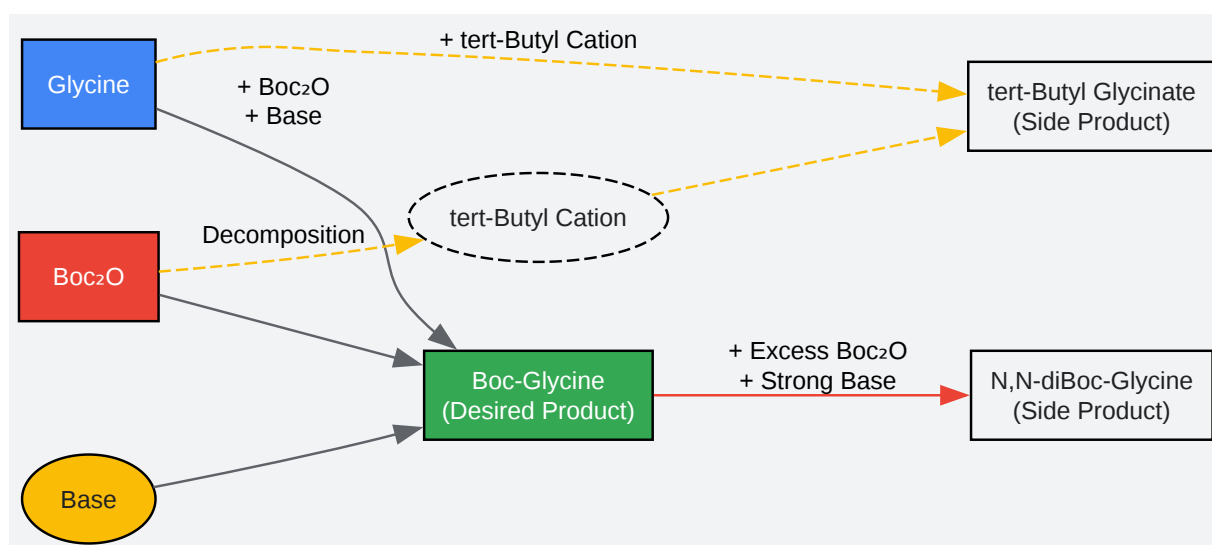 + tert-Butyl Cation
Glycine
+ Boc₂O
+ Base
tert-Butyl Glycinate
(Side Product)
tert-Butyl Cation
Decomposition
Boc₂O
Boc-Glycine
(Desired Product)
+ Excess Boc₂O
+ Strong Base
N,N-diBoc-Glycine
(Side Product)
Base